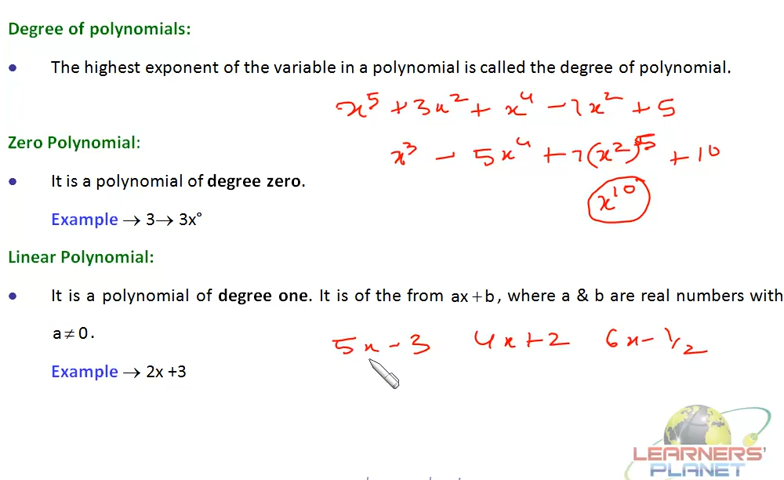 Degree of polynomials:
• The highest exponent of the variable in a polynomial is called the degree of polynomial.
x⁵ + 3x² + x⁴ - 7x² + 5
Zero Polynomial:
x³ - 5x⁴ + 7(x²)⁵ + 10
• It is a polynomial of degree zero.
x¹⁰
Example → 3 → 3x°
Linear Polynomial:
• It is a polynomial of degree one. It is of the from ax+b, where a & b are real numbers with
a ≠ 0.
5x - 3 4x + 2 6x - 1/2
Example → 2x +3
LEARNERS'
PLANET